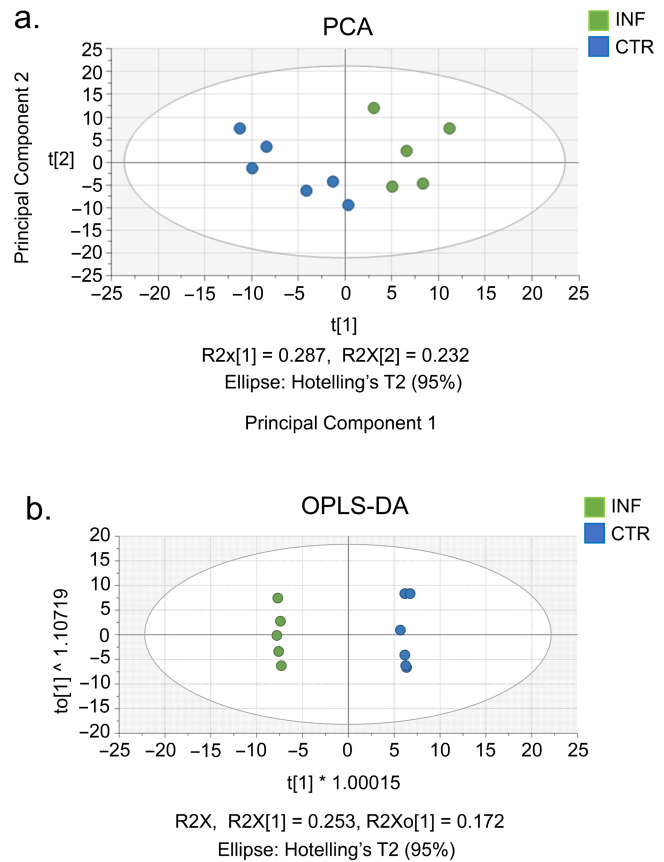 a.
PCA
INF
CTR
Principal Component 2
t[2]
25
20
15
10
5
0
−5
−10
−15
−20
−25
−25 −20 −15 −10 −5 0 5 10 15 20 25
t[1]
R2x[1] = 0.287, R2X[2] = 0.232
Ellipse: Hotelling's T2 (95%)
Principal Component 1
b.
OPLS-DA
INF
CTR
to[1] ^ 1.10719
20
15
10
5
0
−5
−10
−15
−20
−25 −20 −15 −10 −5 0 5 10 15 20 25
t[1] * 1.00015
R2X, R2X[1] = 0.253, R2Xo[1] = 0.172
Ellipse: Hotelling's T2 (95%)